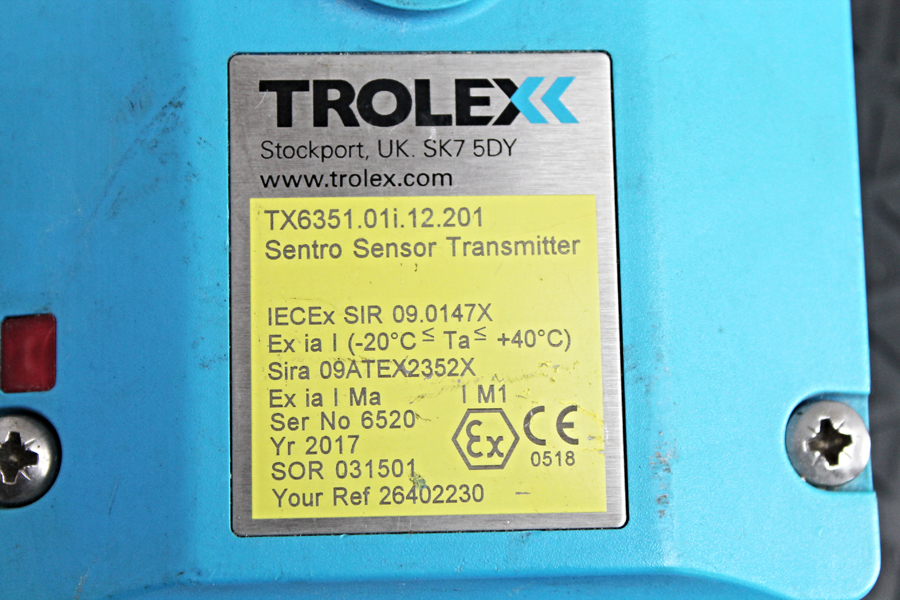 TROLEX
Stockport, UK. SK7 5DY
www.trolex.com
TX6351.01i.12.201
Sentro Sensor Transmitter
IECEx SIR 09.0147X
Ex ia I (-20°C ≤ Ta ≤ +40°C)
Sira 09ATEX2352X
Ex ia I Ma I M1
Ser No 6520
Yr 2017
SOR 031501
Your Ref 26402230
Ex CE
0518